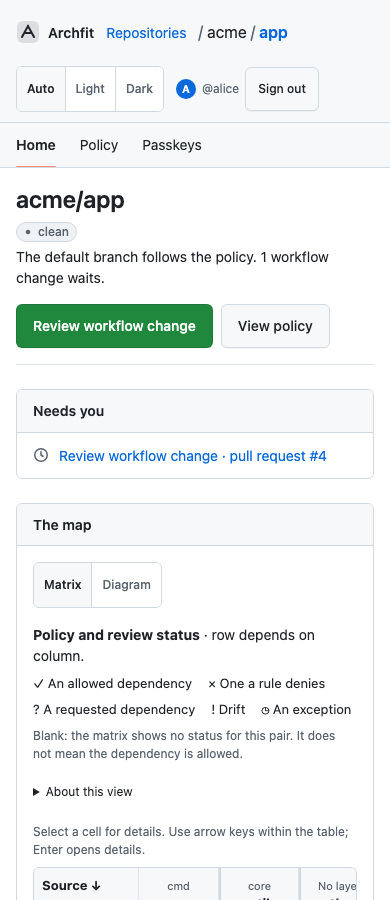 Archfit Repositories / acme / app
Auto Light Dark A @alice Sign out
Home Policy Passkeys
acme/app
clean
The default branch follows the policy. 1 workflow
change waits.
Review workflow change View policy
Needs you
Review workflow change · pull request #4
The map
Matrix Diagram
Policy and review status · row depends on
column.
✓ An allowed dependency × One a rule denies
? A requested dependency ! Drift ◷ An exception
Blank: the matrix shows no status for this pair. It does
not mean the dependency is allowed.
▶ About this view
Select a cell for details. Use arrow keys within the table;
Enter opens details.
Source ↓ cmd core No laye